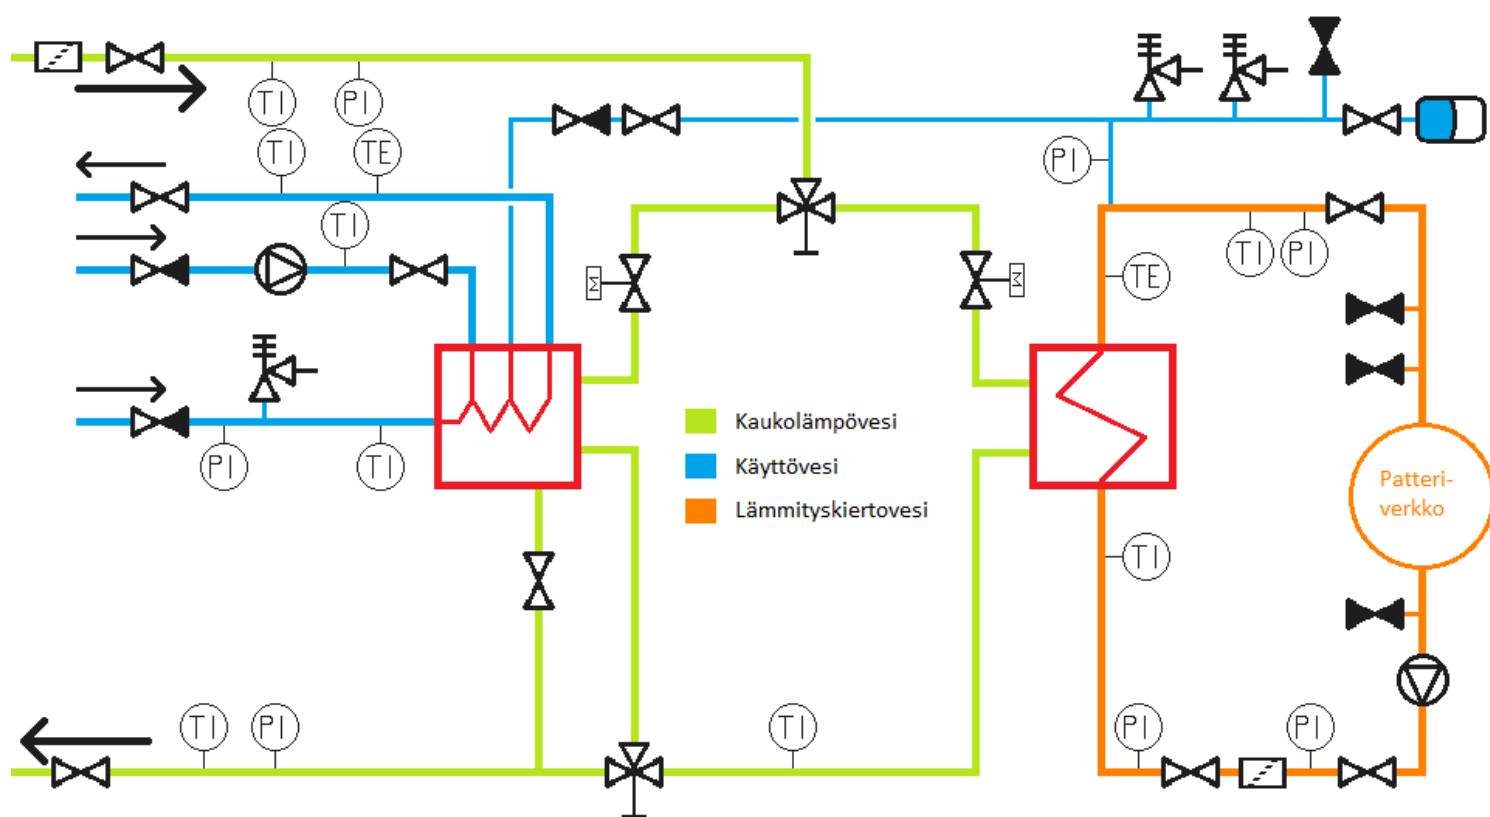 TI
PI
TI
TE
PI
TI
TI
PI
TE
M
M
PI
TI
Kaukolämpövesi
Käyttövesi
Lämmityskiertovesi
Patteri-
verkko
TI
TI
PI
TI
PI
PI